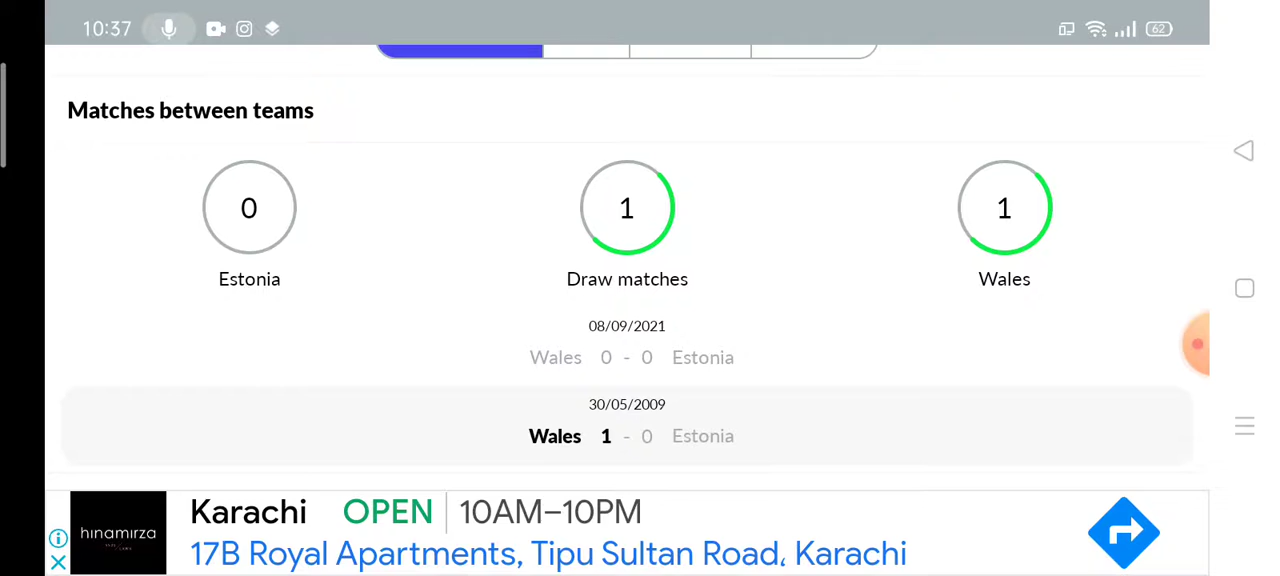 10:37
62
Matches between teams
0 1 1
Estonia Draw matches Wales
08/09/2021
Wales 0 - 0 Estonia
30/05/2009
Wales 1 - 0 Estonia
hinamirza
Karachi OPEN 10AM–10PM
17B Royal Apartments, Tipu Sultan Road, Karachi